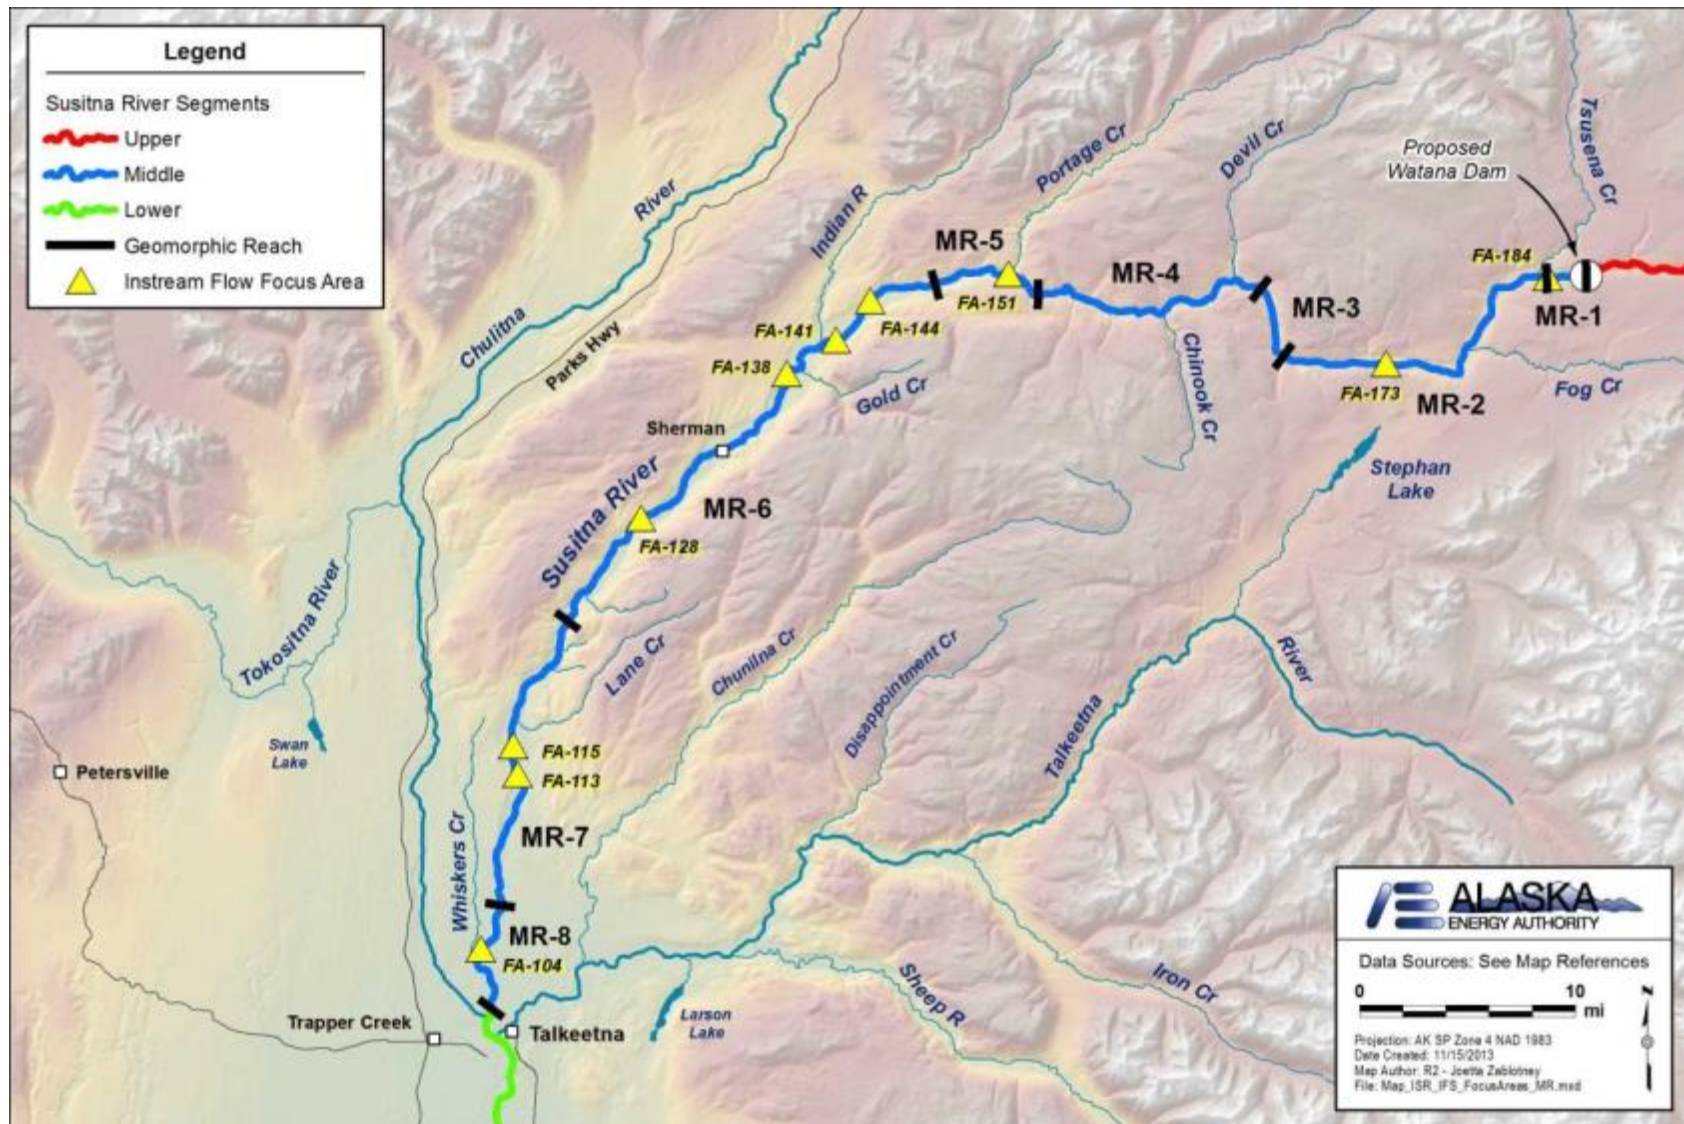 Legend
Susitna River Segments
Upper
Middle
Lower
Geomorphic Reach
Instream Flow Focus Area
Tsusena Cr
Portage Cr
Devil Cr
Proposed
Watana Dam
River
Indian R
MR-5
MR-4
FA-184
MR-1
FA-151
MR-3
FA-144
FA-141
Chulitna
Parks Hwy
FA-138
Gold Cr
Chinook Cr
FA-173
MR-2
Fog Cr
Sherman
Stephan
Lake
Susitna River
MR-6
FA-128
Tokositna River
Lane Cr
Chunilna Cr
Disappointment Cr
River
Talkeetna
Swan
Lake
Petersville
FA-115
FA-113
Whiskers Cr
MR-7
MR-8
FA-104
Sheep R
Iron Cr
Larson
Lake
Trapper Creek
Talkeetna
ALASKA
ENERGY AUTHORITY
Data Sources: See Map References
0 10
mi
N
Projection: AK SP Zone 4 NAD 1983
Date Created: 11/15/2013
Map Author: R2 - Joetta Zablotney
File: Map_ISR_IFS_FocusAreas_MR.mxd